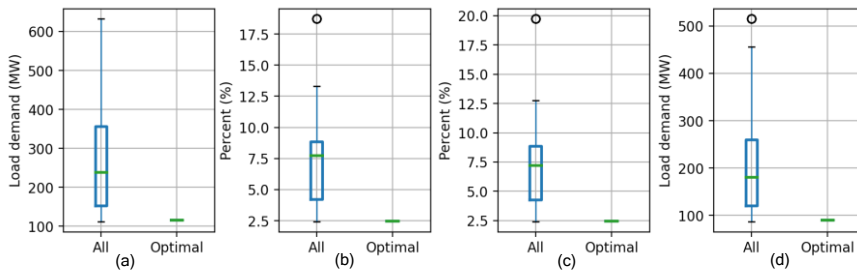 Load demand (MW)
600
500
400
300
200
100
All
Optimal
(a)
Percent (%)
17.5
15.0
12.5
10.0
7.5
5.0
2.5
All
Optimal
(b)
Percent (%)
20.0
17.5
15.0
12.5
10.0
7.5
5.0
2.5
All
Optimal
(c)
Load demand (MW)
500
400
300
200
100
All
Optimal
(d)